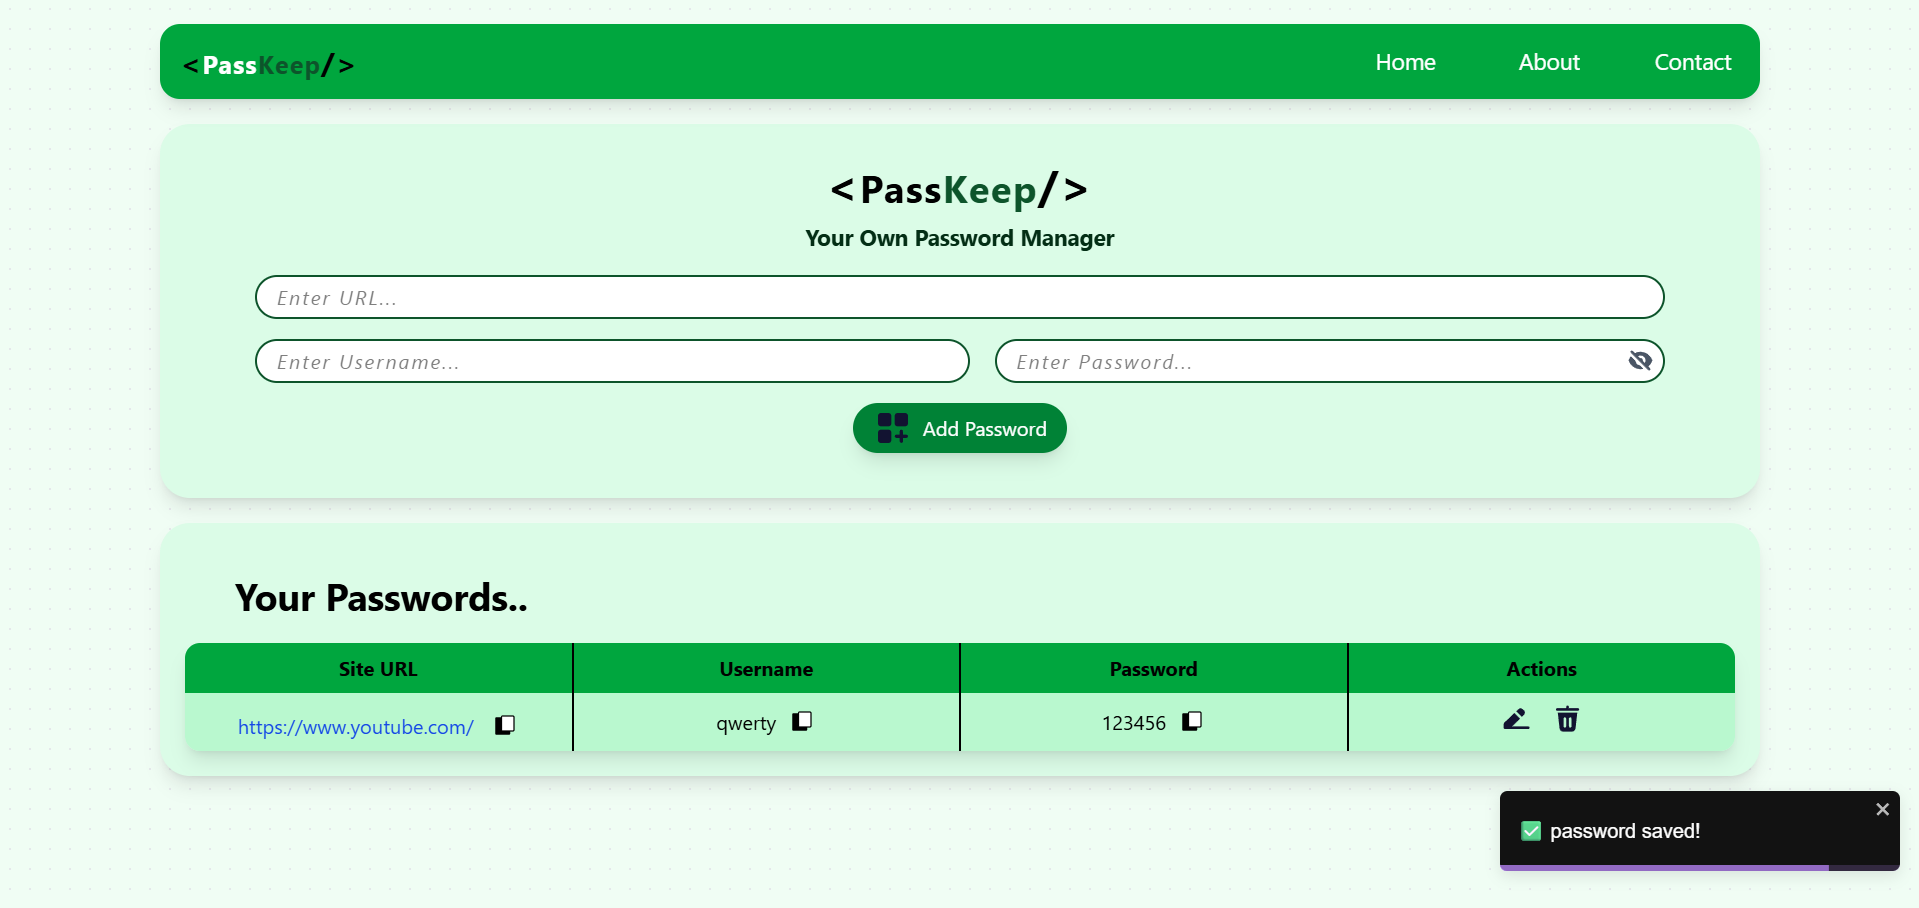 <PassKeep/>
Home About Contact
<PassKeep/>
Your Own Password Manager
Enter URL...
Enter Username... Enter Password...
Add Password
Your Passwords..
Site URL Username Password Actions
https://www.youtube.com/ qwerty 123456
✅ password saved!